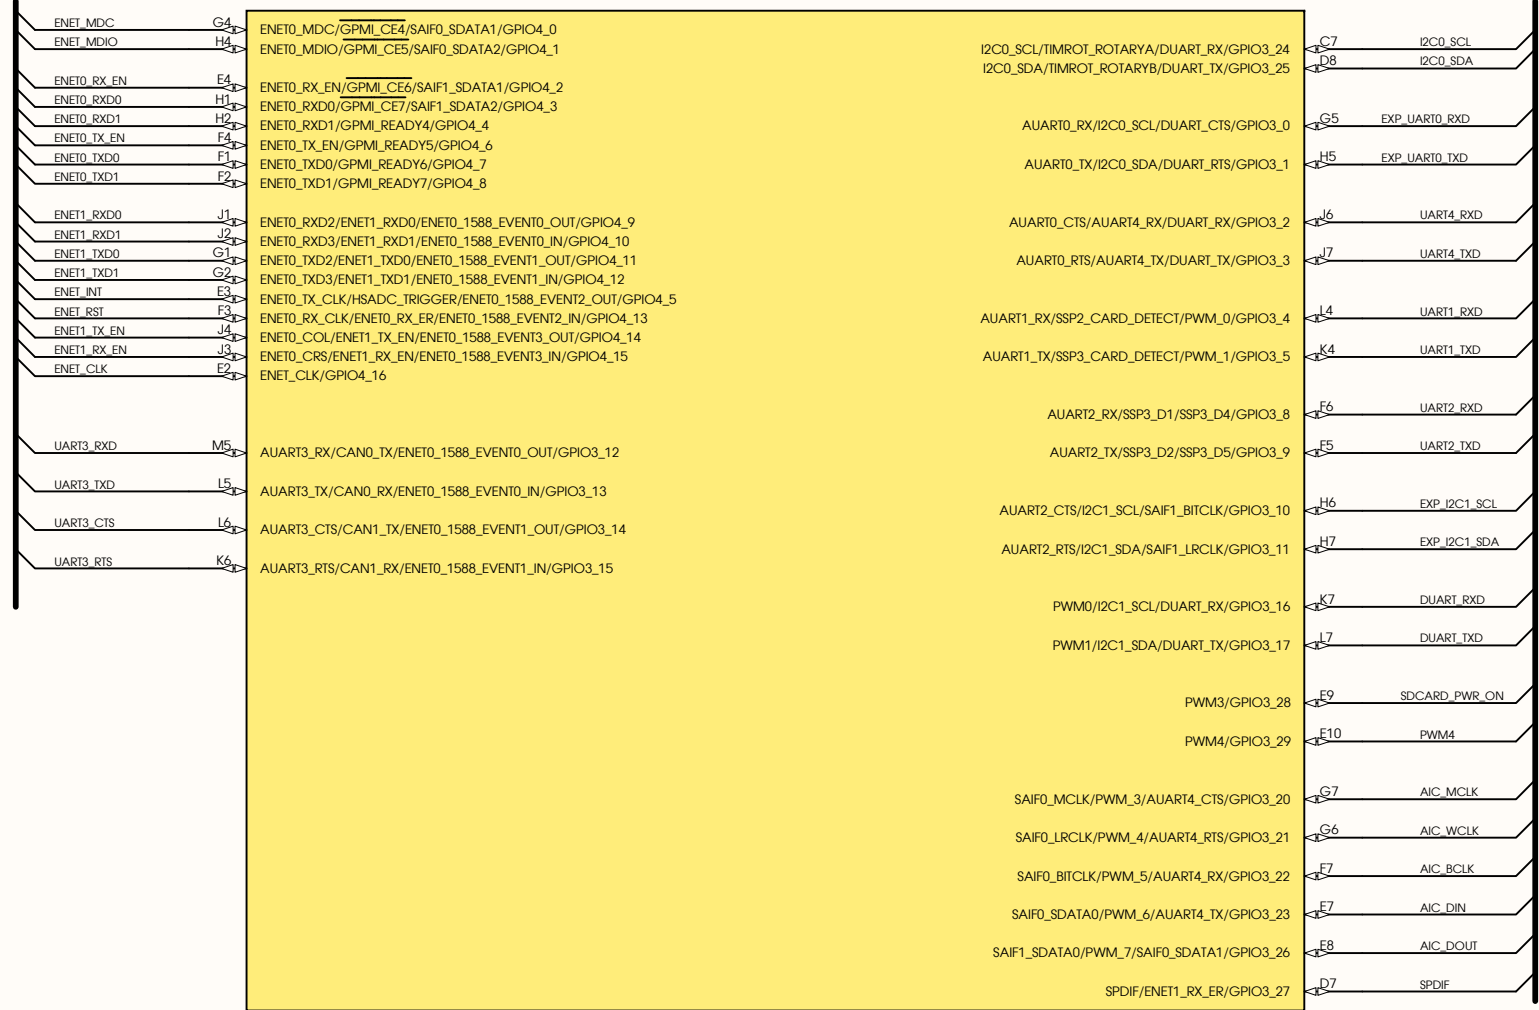 ENET_MDC G4 ENET0_MDC/GPMI_CE4/SAIF0_SDATA1/GPIO4_0
ENET_MDIO H4 ENET0_MDIO/GPMI_CE5/SAIF0_SDATA2/GPIO4_1
ENET0_RX_EN E4 ENET0_RX_EN/GPMI_CE6/SAIF1_SDATA1/GPIO4_2
ENET0_RXD0 H1 ENET0_RXD0/GPMI_CE7/SAIF1_SDATA2/GPIO4_3
ENET0_RXD1 H2 ENET0_RXD1/GPMI_READY4/GPIO4_4
ENET0_TX_EN F4 ENET0_TX_EN/GPMI_READY5/GPIO4_6
ENET0_TXD0 F1 ENET0_TXD0/GPMI_READY6/GPIO4_7
ENET0_TXD1 F2 ENET0_TXD1/GPMI_READY7/GPIO4_8
ENET1_RXD0 J1 ENET0_RXD2/ENET1_RXD0/ENET0_1588_EVENT0_OUT/GPIO4_9
ENET1_RXD1 J2 ENET0_RXD3/ENET1_RXD1/ENET0_1588_EVENT0_IN/GPIO4_10
ENET1_TXD0 G1 ENET0_TXD2/ENET1_TXD0/ENET0_1588_EVENT1_OUT/GPIO4_11
ENET1_TXD1 G2 ENET0_TXD3/ENET1_TXD1/ENET0_1588_EVENT1_IN/GPIO4_12
ENET_INT E3 ENET0_TX_CLK/HSADC_TRIGGER/ENET0_1588_EVENT2_OUT/GPIO4_5
ENET_RST F3 ENET0_RX_CLK/ENET0_RX_ER/ENET0_1588_EVENT2_IN/GPIO4_13
ENET1_TX_EN J4 ENET0_COL/ENET1_TX_EN/ENET0_1588_EVENT3_OUT/GPIO4_14
ENET1_RX_EN J3 ENET0_CRS/ENET1_RX_EN/ENET0_1588_EVENT3_IN/GPIO4_15
ENET_CLK E2 ENET_CLK/GPIO4_16
UART3_RXD M5 AUART3_RX/CAN0_TX/ENET0_1588_EVENT0_OUT/GPIO3_12
UART3_TXD L5 AUART3_TX/CAN0_RX/ENET0_1588_EVENT0_IN/GPIO3_13
UART3_CTS L6 AUART3_CTS/CAN1_TX/ENET0_1588_EVENT1_OUT/GPIO3_14
UART3_RTS K6 AUART3_RTS/CAN1_RX/ENET0_1588_EVENT1_IN/GPIO3_15
I2C0_SCL/TIMROT_ROTARYA/DUART_RX/GPIO3_24 C7 I2C0_SCL
I2C0_SDA/TIMROT_ROTARYB/DUART_TX/GPIO3_25 D8 I2C0_SDA
AUART0_RX/I2C0_SCL/DUART_CTS/GPIO3_0 G5 EXP_UART0_RXD
AUART0_TX/I2C0_SDA/DUART_RTS/GPIO3_1 H5 EXP_UART0_TXD
AUART0_CTS/AUART4_RX/DUART_RX/GPIO3_2 J6 UART4_RXD
AUART0_RTS/AUART4_TX/DUART_TX/GPIO3_3 J7 UART4_TXD
AUART1_RX/SSP2_CARD_DETECT/PWM_0/GPIO3_4 L4 UART1_RXD
AUART1_TX/SSP3_CARD_DETECT/PWM_1/GPIO3_5 K4 UART1_TXD
AUART2_RX/SSP3_D1/SSP3_D4/GPIO3_8 F6 UART2_RXD
AUART2_TX/SSP3_D2/SSP3_D5/GPIO3_9 F5 UART2_TXD
AUART2_CTS/I2C1_SCL/SAIF1_BITCLK/GPIO3_10 H6 EXP_I2C1_SCL
AUART2_RTS/I2C1_SDA/SAIF1_LRCLK/GPIO3_11 H7 EXP_I2C1_SDA
PWM0/I2C1_SCL/DUART_RX/GPIO3_16 K7 DUART_RXD
PWM1/I2C1_SDA/DUART_TX/GPIO3_17 L7 DUART_TXD
PWM3/GPIO3_28 E9 SDCARD_PWR_ON
PWM4/GPIO3_29 E10 PWM4
SAIF0_MCLK/PWM_3/AUART4_CTS/GPIO3_20 G7 AIC_MCLK
SAIF0_LRCLK/PWM_4/AUART4_RTS/GPIO3_21 G6 AIC_WCLK
SAIF0_BITCLK/PWM_5/AUART4_RX/GPIO3_22 F7 AIC_BCLK
SAIF0_SDATA0/PWM_6/AUART4_TX/GPIO3_23 E7 AIC_DIN
SAIF1_SDATA0/PWM_7/SAIF0_SDATA1/GPIO3_26 E8 AIC_DOUT
SPDIF/ENET1_RX_ER/GPIO3_27 D7 SPDIF